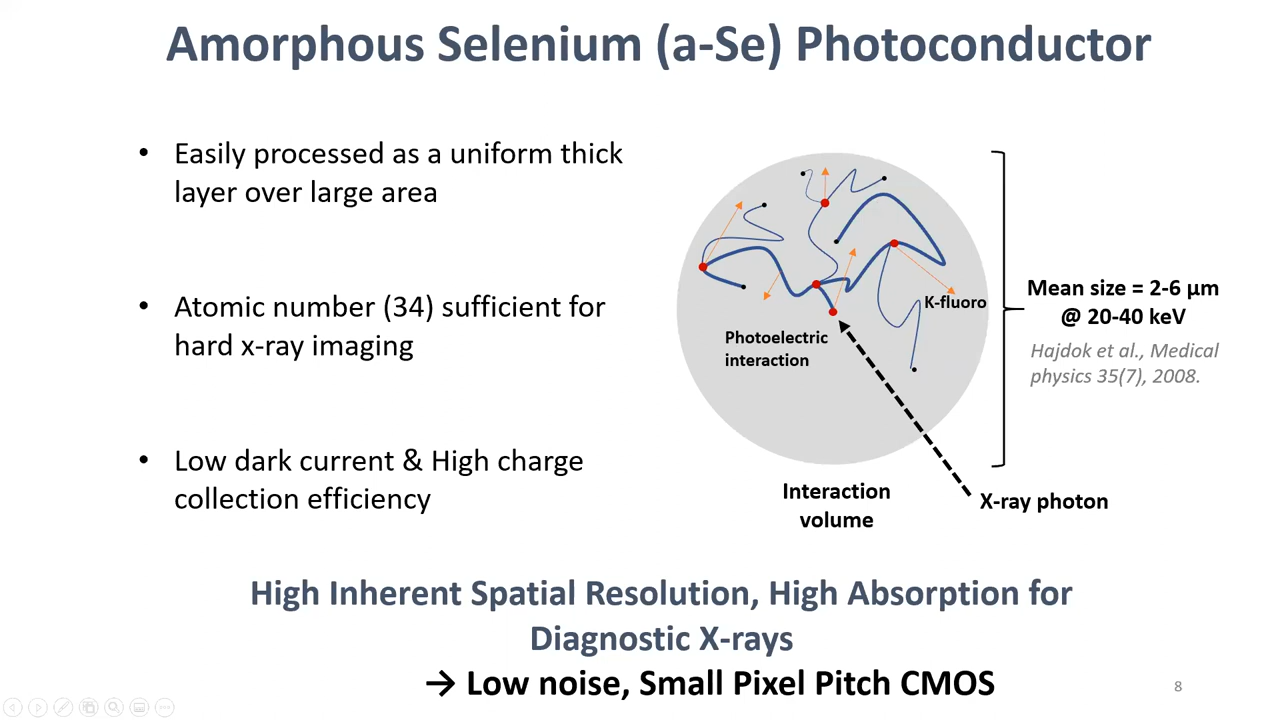 Amorphous Selenium (a-Se) Photoconductor
• Easily processed as a uniform thick
layer over large area
• Atomic number (34) sufficient for
hard x-ray imaging
• Low dark current & High charge
collection efficiency
K-fluoro
Photoelectric
interaction
Mean size = 2-6 µm
@ 20-40 keV
Hajdok et al., Medical
physics 35(7), 2008.
Interaction
volume
X-ray photon
High Inherent Spatial Resolution, High Absorption for
Diagnostic X-rays
→ Low noise, Small Pixel Pitch CMOS
8